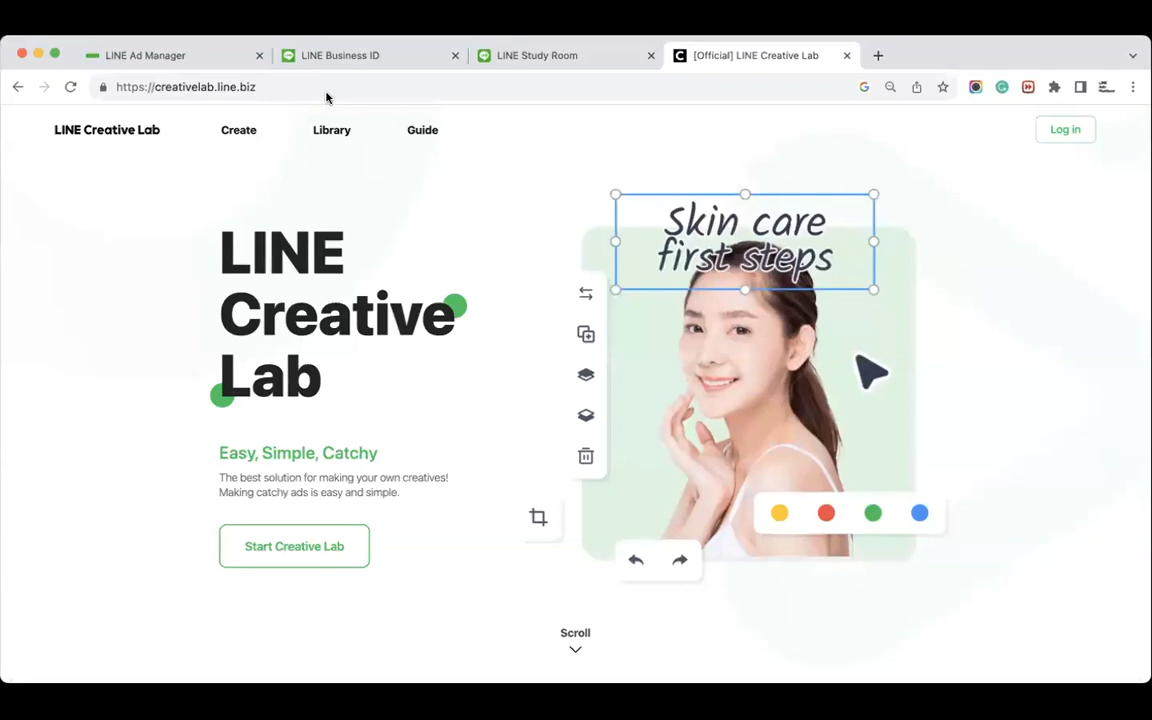 LINE Ad Manager
LINE Business ID
LINE Study Room
[Official] LINE Creative Lab
https://creativelab.line.biz
LINE Creative Lab
Create
Library
Guide
Log in
LINE
Creative
Lab
Easy, Simple, Catchy
The best solution for making your own creatives!
Making catchy ads is easy and simple.
Start Creative Lab
Skin care
first steps
Scroll